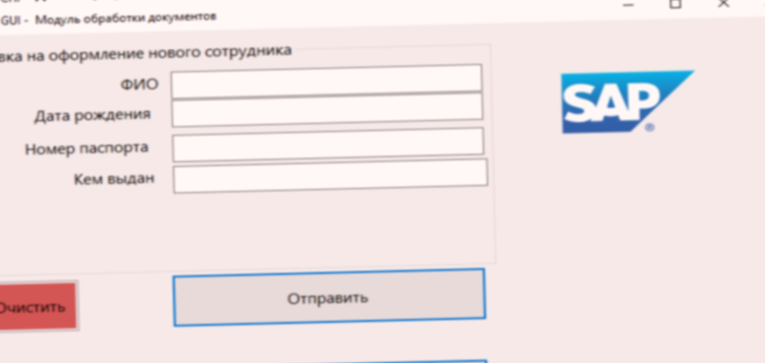 GUI - Модуль обработки документов
вка на оформление нового сотрудника
ФИО
Дата рождения
Номер паспорта
Кем выдан
SAP
®
Очистить
Отправить